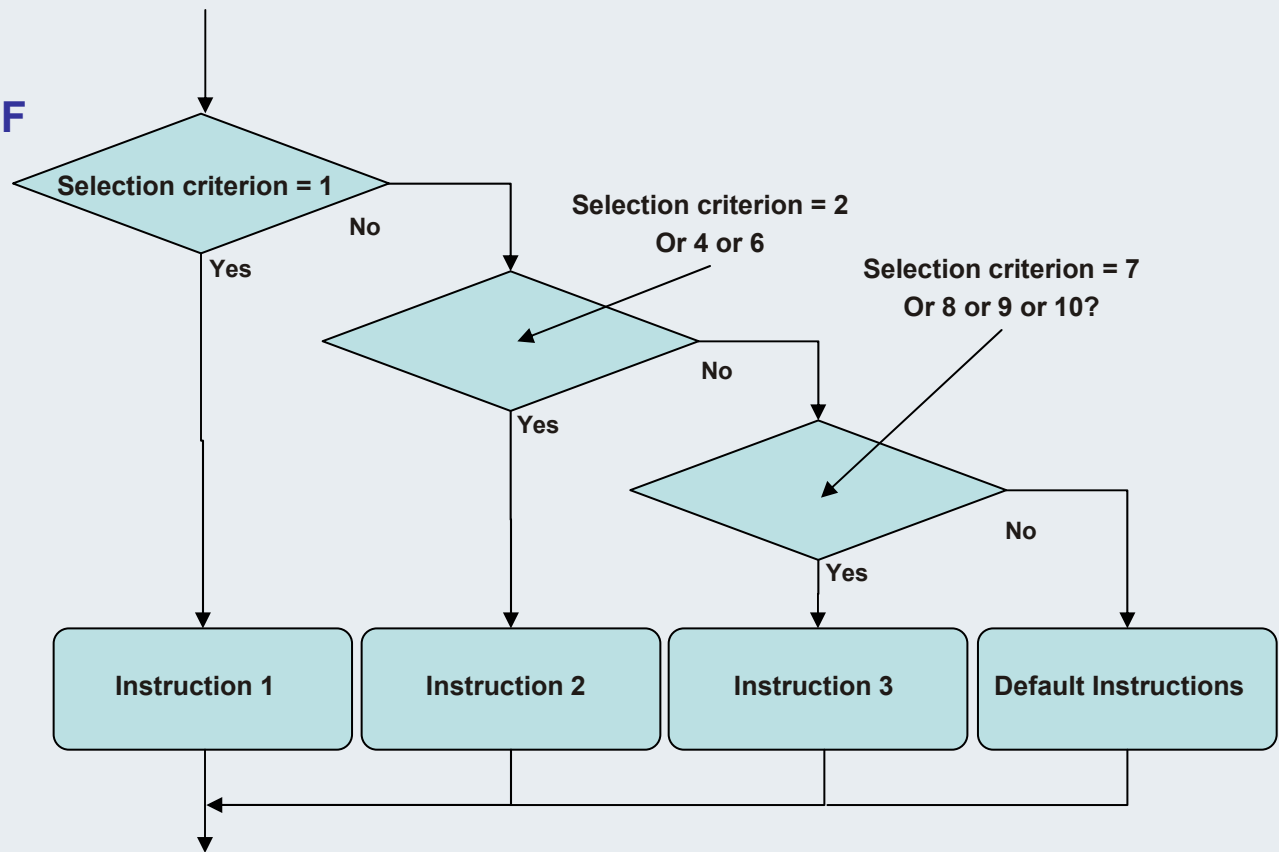 F
Selection criterion = 1
No
Yes
Selection criterion = 2
Or 4 or 6
No
Yes
Selection criterion = 7
Or 8 or 9 or 10?
No
Yes
Instruction 1
Instruction 2
Instruction 3
Default Instructions